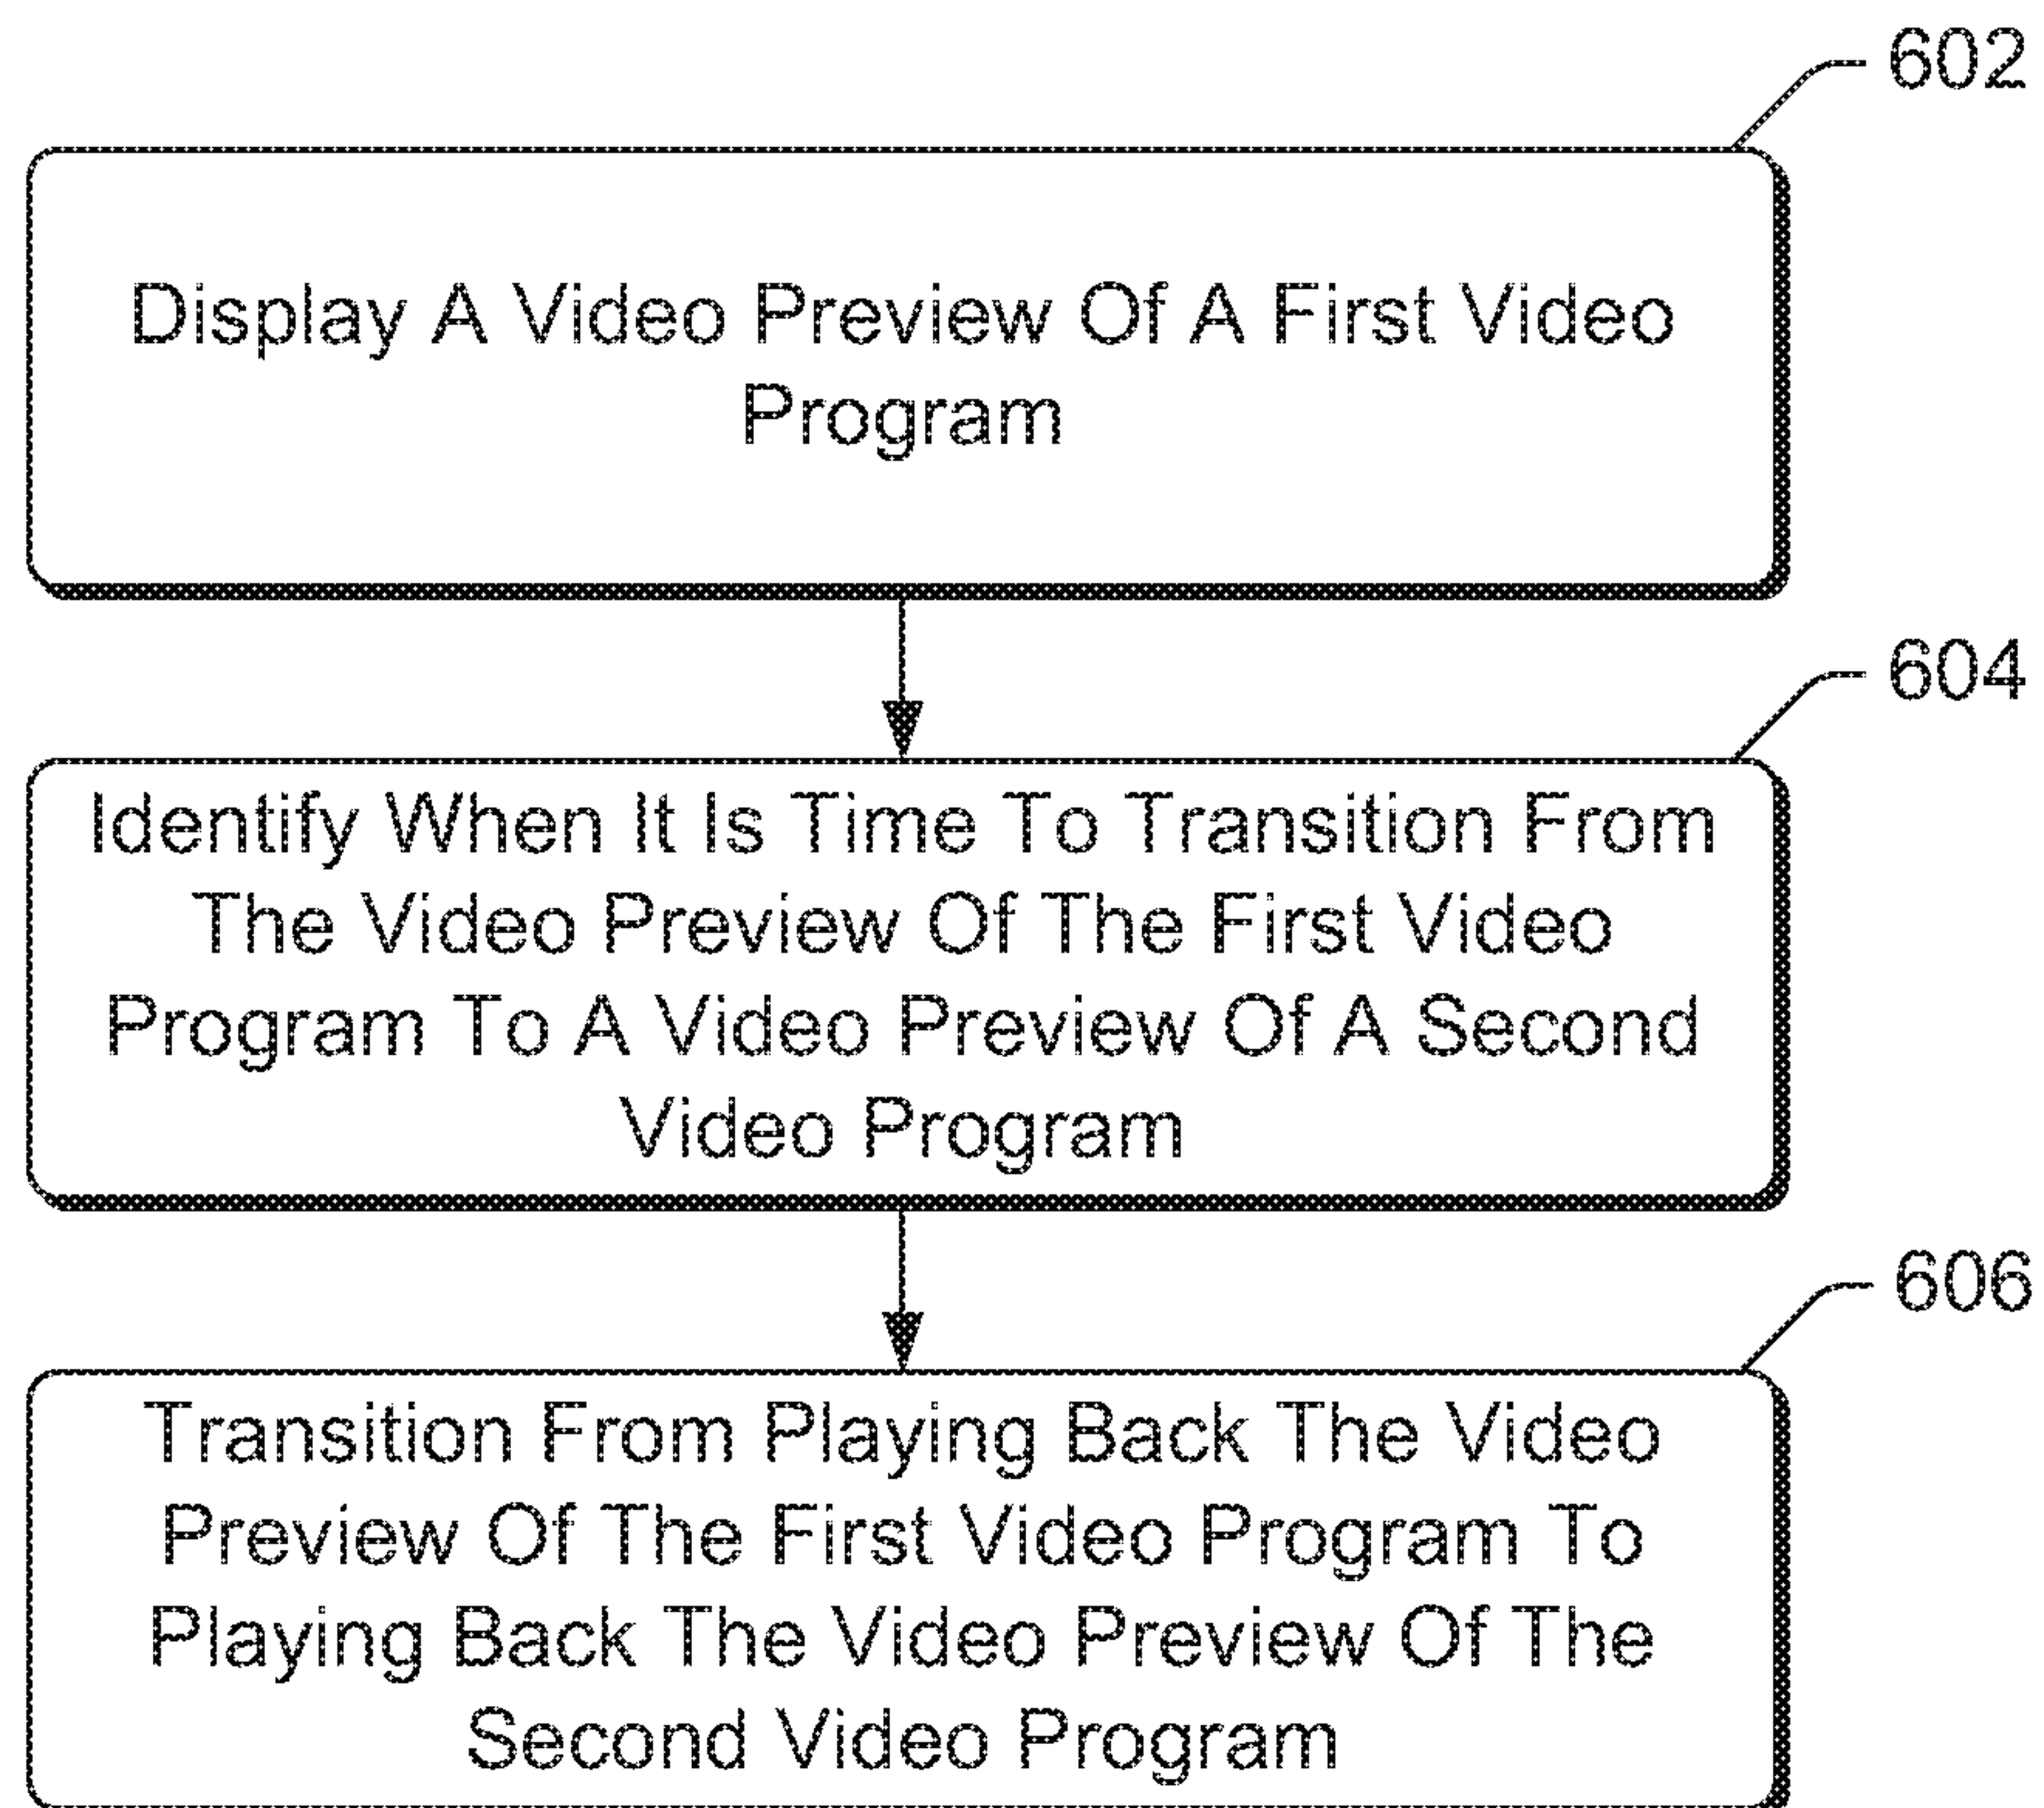 602
Display A Video Preview Of A First Video
Program
604
Identify When It Is Time To Transition From
The Video Preview Of The First Video
Program To A Video Preview Of A Second
Video Program
606
Transition From Playing Back The Video
Preview Of The First Video Program To
Playing Back The Video Preview Of The
Second Video Program